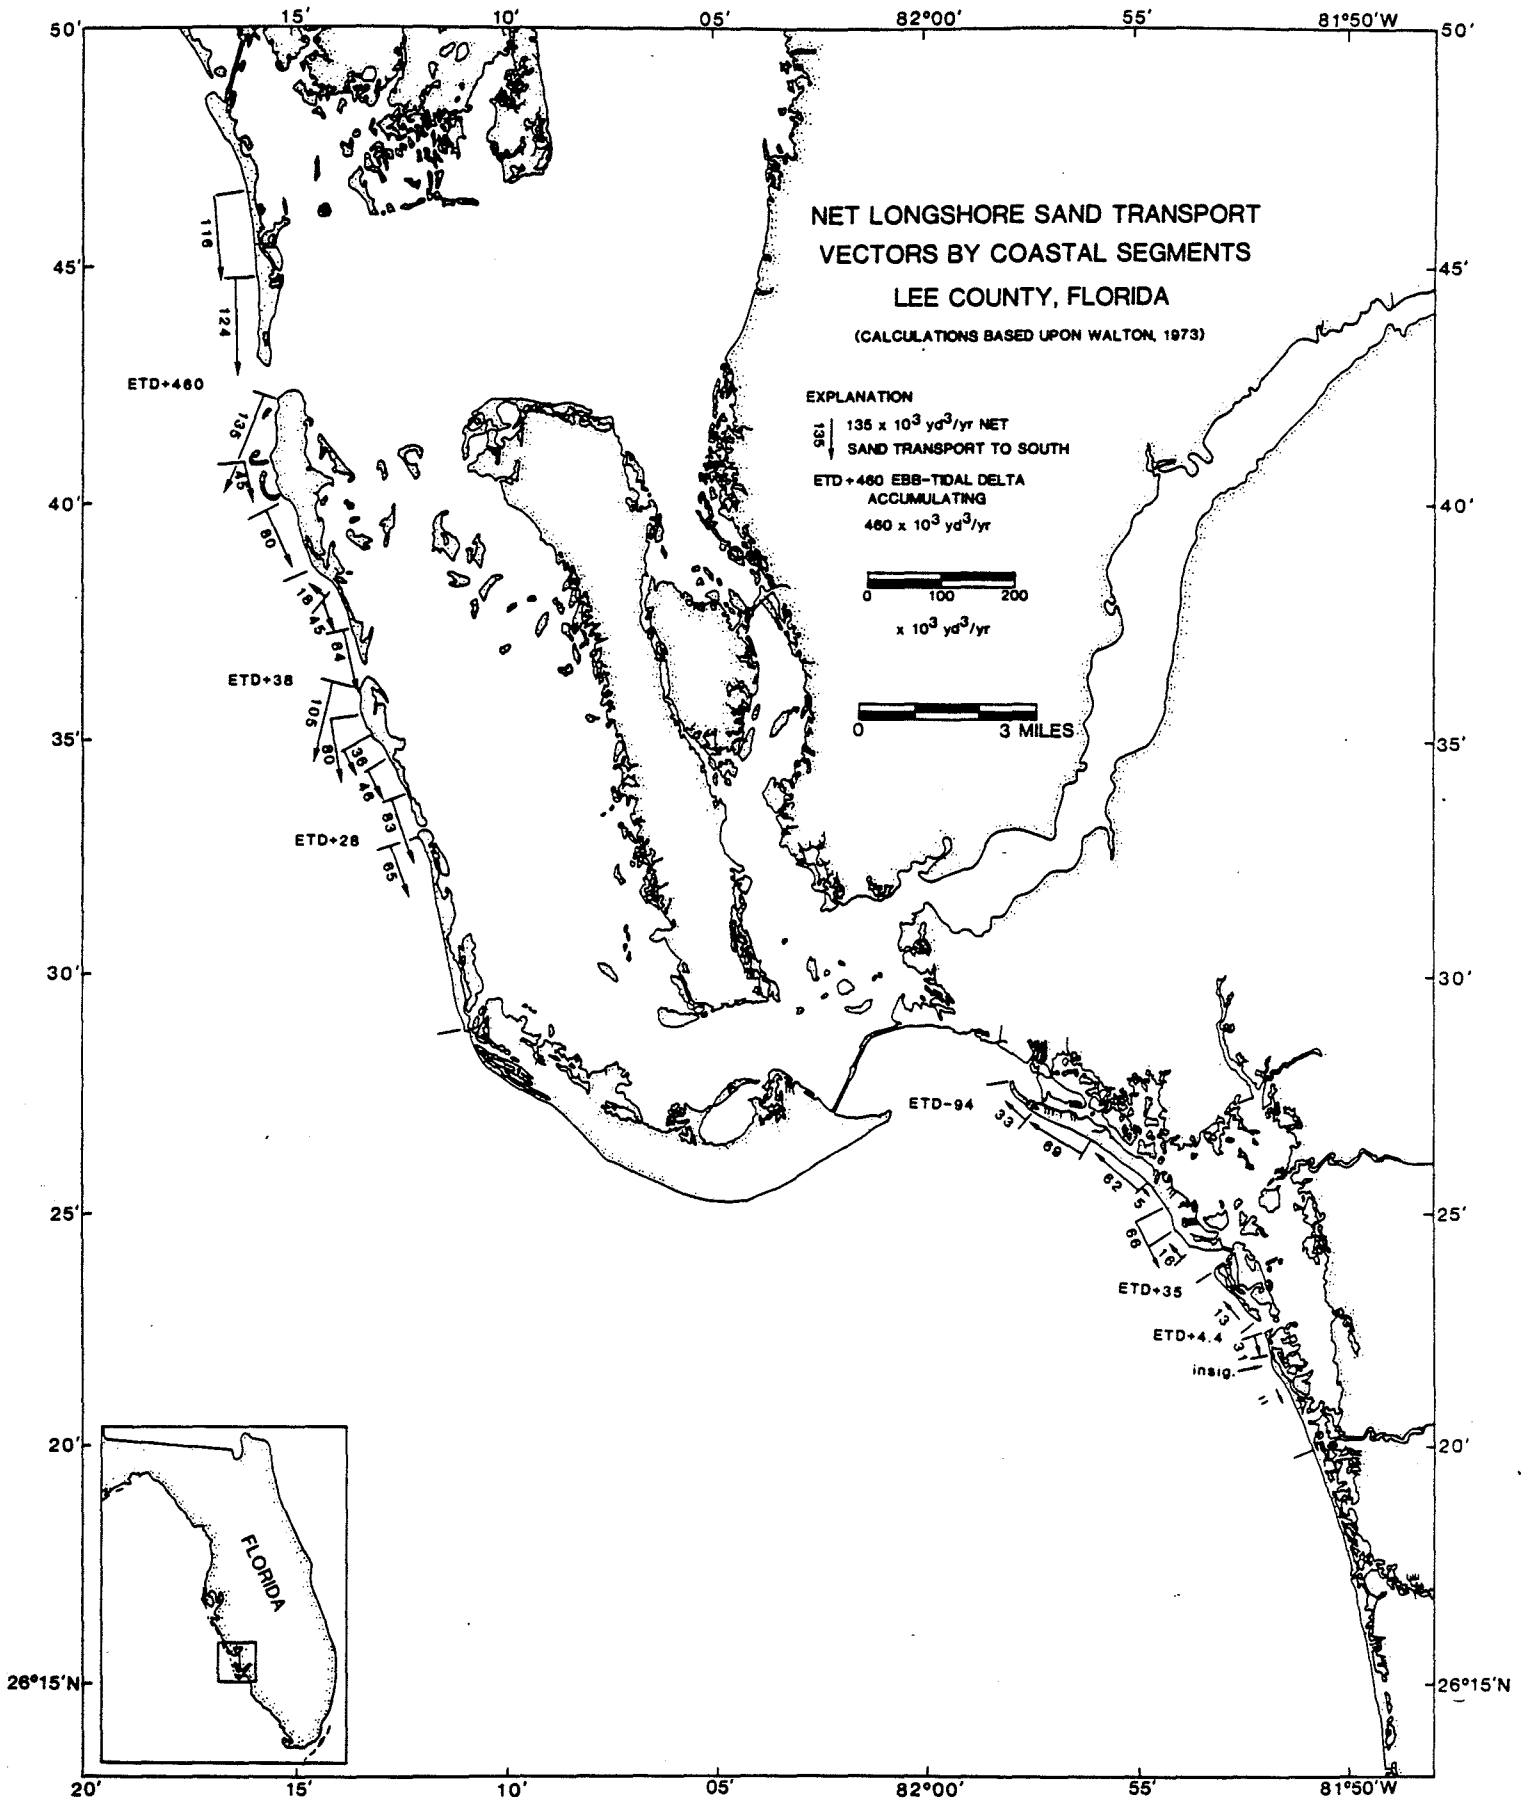 15' 10' 05' 82°00' 55' 81°50'W
50' 50'
NET LONGSHORE SAND TRANSPORT
VECTORS BY COASTAL SEGMENTS
LEE COUNTY, FLORIDA
(CALCULATIONS BASED UPON WALTON, 1973)
116
45' 45'
124
ETD+460
EXPLANATION
135
135 x 10³ yd³/yr NET
SAND TRANSPORT TO SOUTH
ETD+460 EBB-TIDAL DELTA
ACCUMULATING
460 x 10³ yd³/yr
135
45
40' 40'
80
0 100 200
x 10³ yd³/yr
18
45
84
ETD+38
105
0 3 MILES
35' 35'
80
36
46
83
ETD+28
65
30' 30'
ETD-94
33
69
62
5
25' 25'
66
16
ETD+35
13
ETD+4.4
31
insig.
11
20' 20'
FLORIDA
26°15'N 26°15'N
20' 15' 10' 05' 82°00' 55' 81°50'W